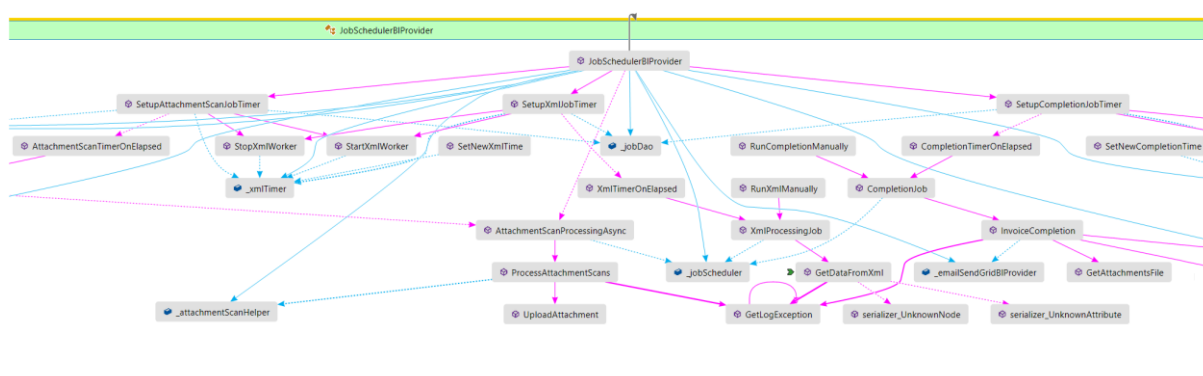 JobSchedulerBlProvider
JobSchedulerBlProvider
SetupAttachmentScanJobTimer
SetupXmlJobTimer
SetupCompletionJobTimer
AttachmentScanTimerOnElapsed
StopXmlWorker
StartXmlWorker
SetNewXmlTime
_jobDao
RunCompletionManually
CompletionTimerOnElapsed
SetNewCompletionTime
_xmlTimer
XmlTimerOnElapsed
RunXmlManually
CompletionJob
AttachmentScanProcessingAsync
XmlProcessingJob
InvoiceCompletion
ProcessAttachmentScans
_jobScheduler
GetDataFromXml
_emailSendGridBlProvider
GetAttachmentsFile
_attachmentScanHelper
UploadAttachment
GetLogException
serializer_UnknownNode
serializer_UnknownAttribute